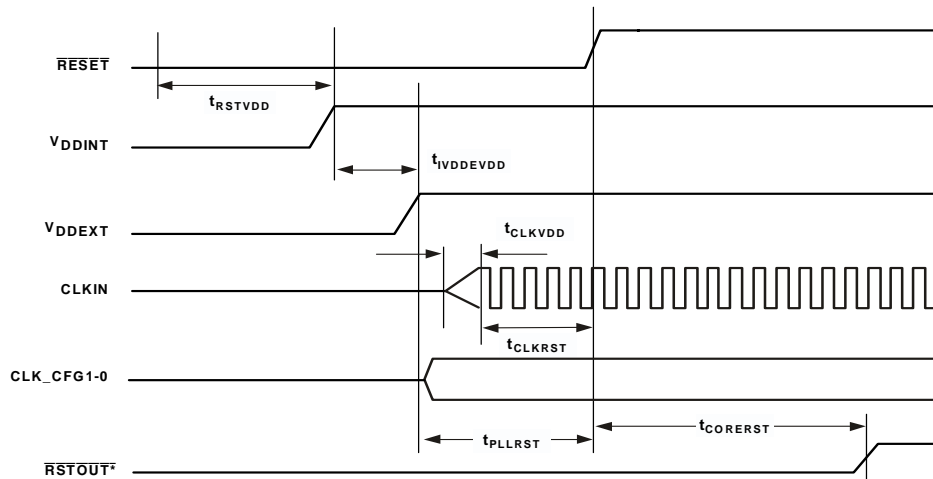 RESET
tRSTVDD
VDDINT
tIVDDEVDD
VDDEXT
tCLKVDD
CLKIN
tCLKRST
CLK_CFG1-0
tCORERST
tPLLRST
RSTOUT*